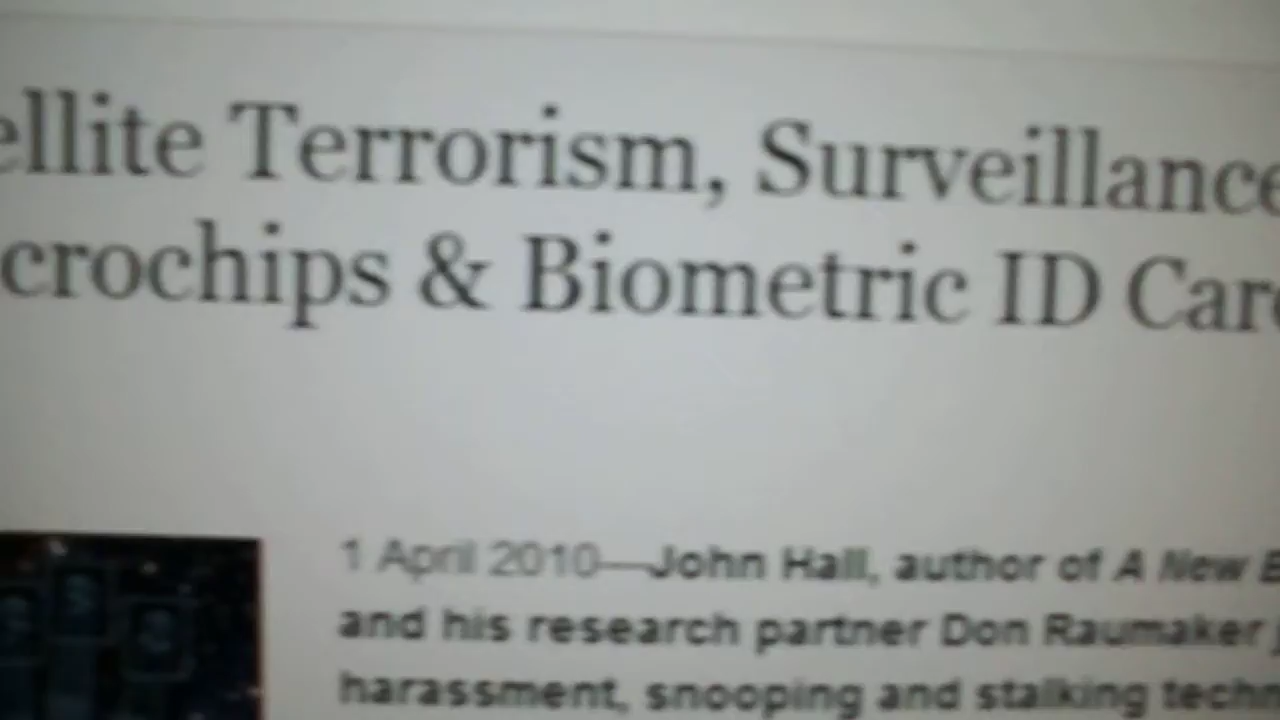 ellite Terrorism, Surveillance
crochips & Biometric ID Car
1 April 2010—John Hall, author of A New B
and his research partner Don Raumaker
harassment, snooping and stalking techn